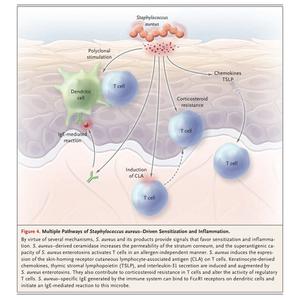 Staphylococcus
aureus
Polyclonal
stimulation
Chemokines
TSLP
T cell
Dendritic
cell
T cell
Corticosteroid
resistance
IgE-mediated
reaction
T cell
Induction
of CLA
T cell
T cell
Figure 4. Multiple Pathways of Staphylococcus aureus–Driven Sensitization and Inflammation.
By virtue of several mechanisms, S. aureus and its products provide signals that favor sensitization and inflamma-
tion. S. aureus–derived ceramidase increases the permeability of the stratum corneum, and the superantigenic ca-
pacity of S. aureus enterotoxins activates T cells in an allergen-independent manner. S. aureus induces the expres-
sion of the skin-homing receptor cutaneous lymphocyte-associated antigen (CLA) on T cells. Keratinocyte-derived
chemokines, thymic stromal lymphopoietin (TSLP), and interleukin-31 secretion are induced and augmented by
S. aureus enterotoxins. They also contribute to corticosteroid resistance in T cells and alter the activity of regulatory
T cells. S. aureus–specific IgE generated by the immune system can bind to FcεRI receptors on dendritic cells and
initiate an IgE-mediated reaction to this microbe.